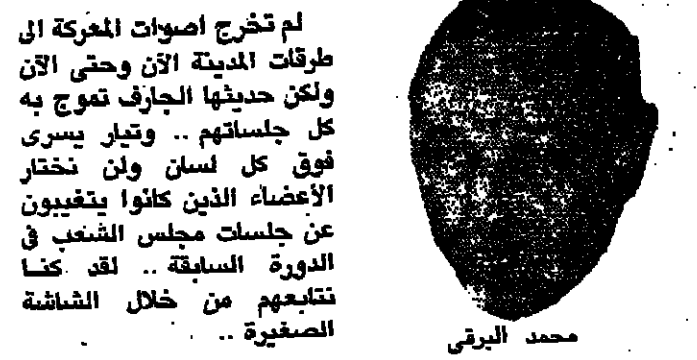 لم تخرج اصوات المعركة الى
طرقات المدينة الآن وحتى الآن
ولكن حديثها الجارف تموج به
كل جلساتهم .. وتيار يسرى
فوق كل لسان ولن نختار
الأعضاء الذين كانوا يتغيبون
عن جلسات مجلس الشعب فى
الدورة السابقة .. لقد كنا
نتابعهم من خلال الشاشة
الصغيرة ..
محمد البرقى